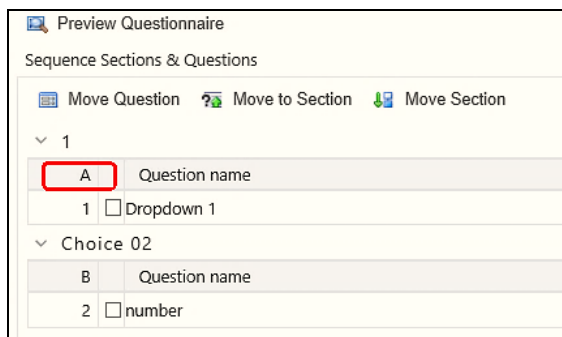 Preview Questionnaire
Sequence Sections & Questions
Move Question Move to Section Move Section
1
A Question name
1 Dropdown 1
Choice 02
B Question name
2 number